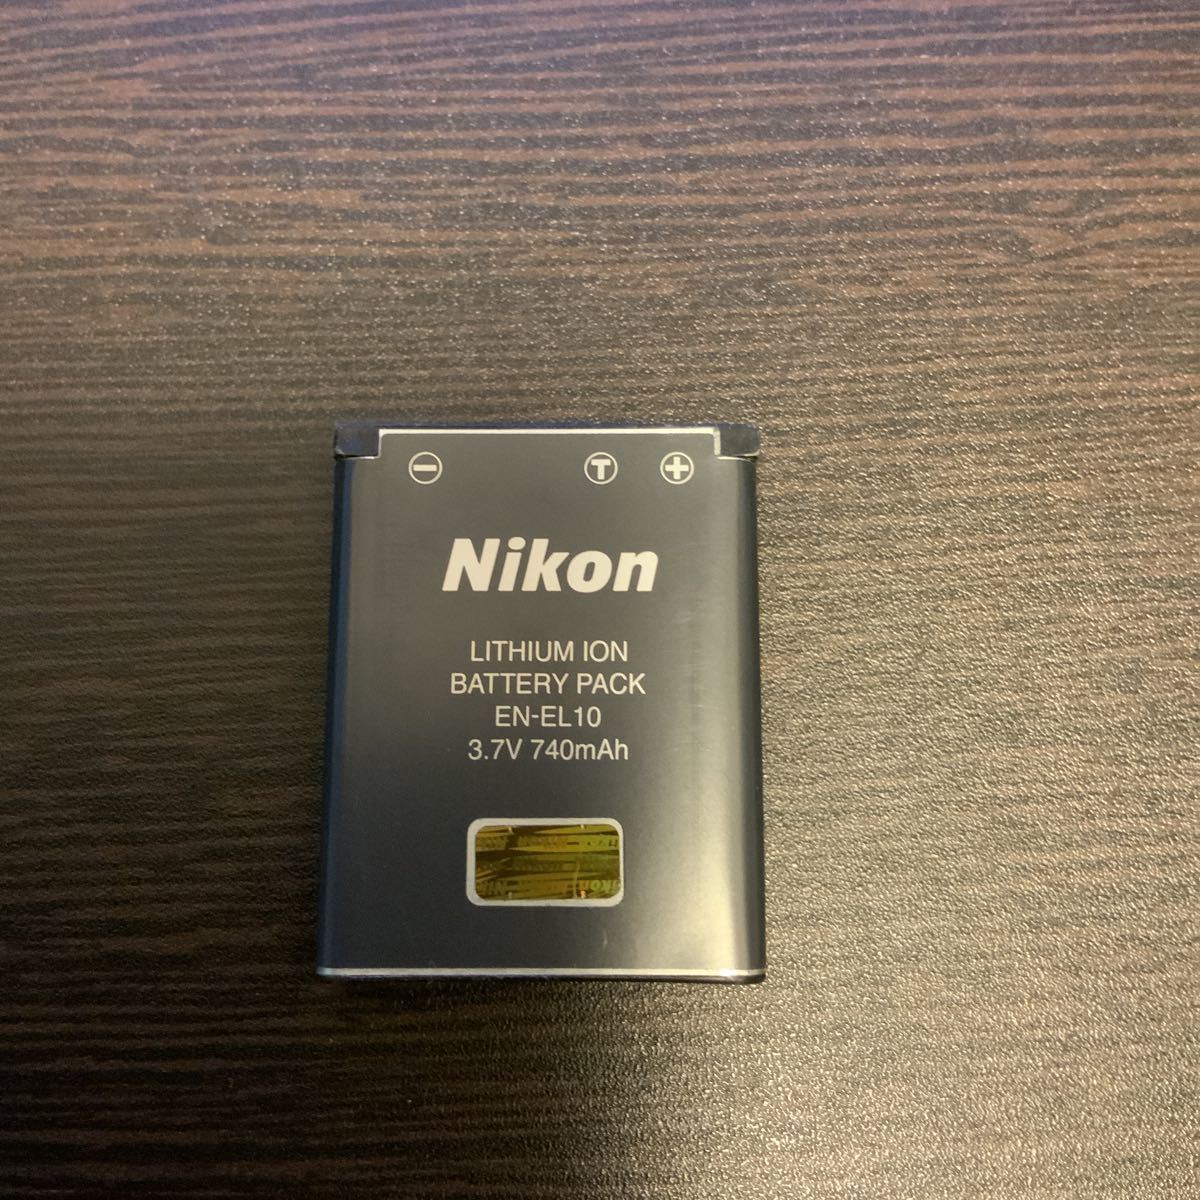 − T +
Nikon
LITHIUM ION
BATTERY PACK
EN-EL10
3.7V 740mAh